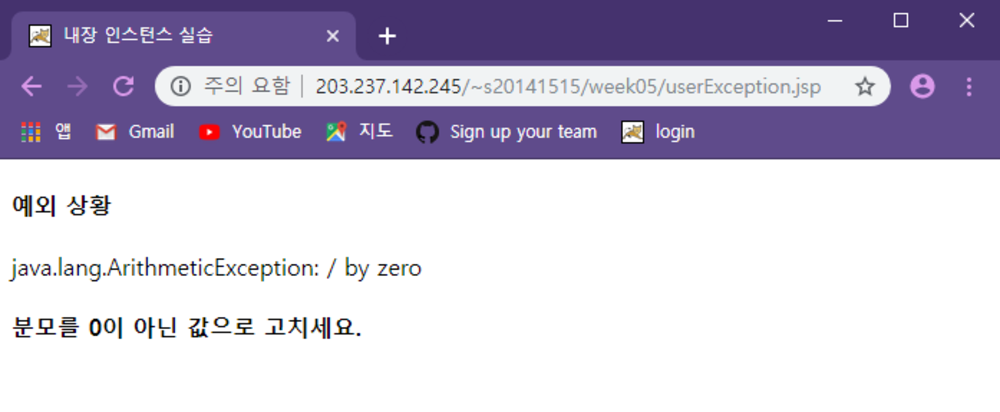 내장 인스턴스 실습
주의 요함 | 203.237.142.245/~s20141515/week05/userException.jsp
앱 Gmail YouTube 지도 Sign up your team login
예외 상황
java.lang.ArithmeticException: / by zero
분모를 0이 아닌 값으로 고치세요.